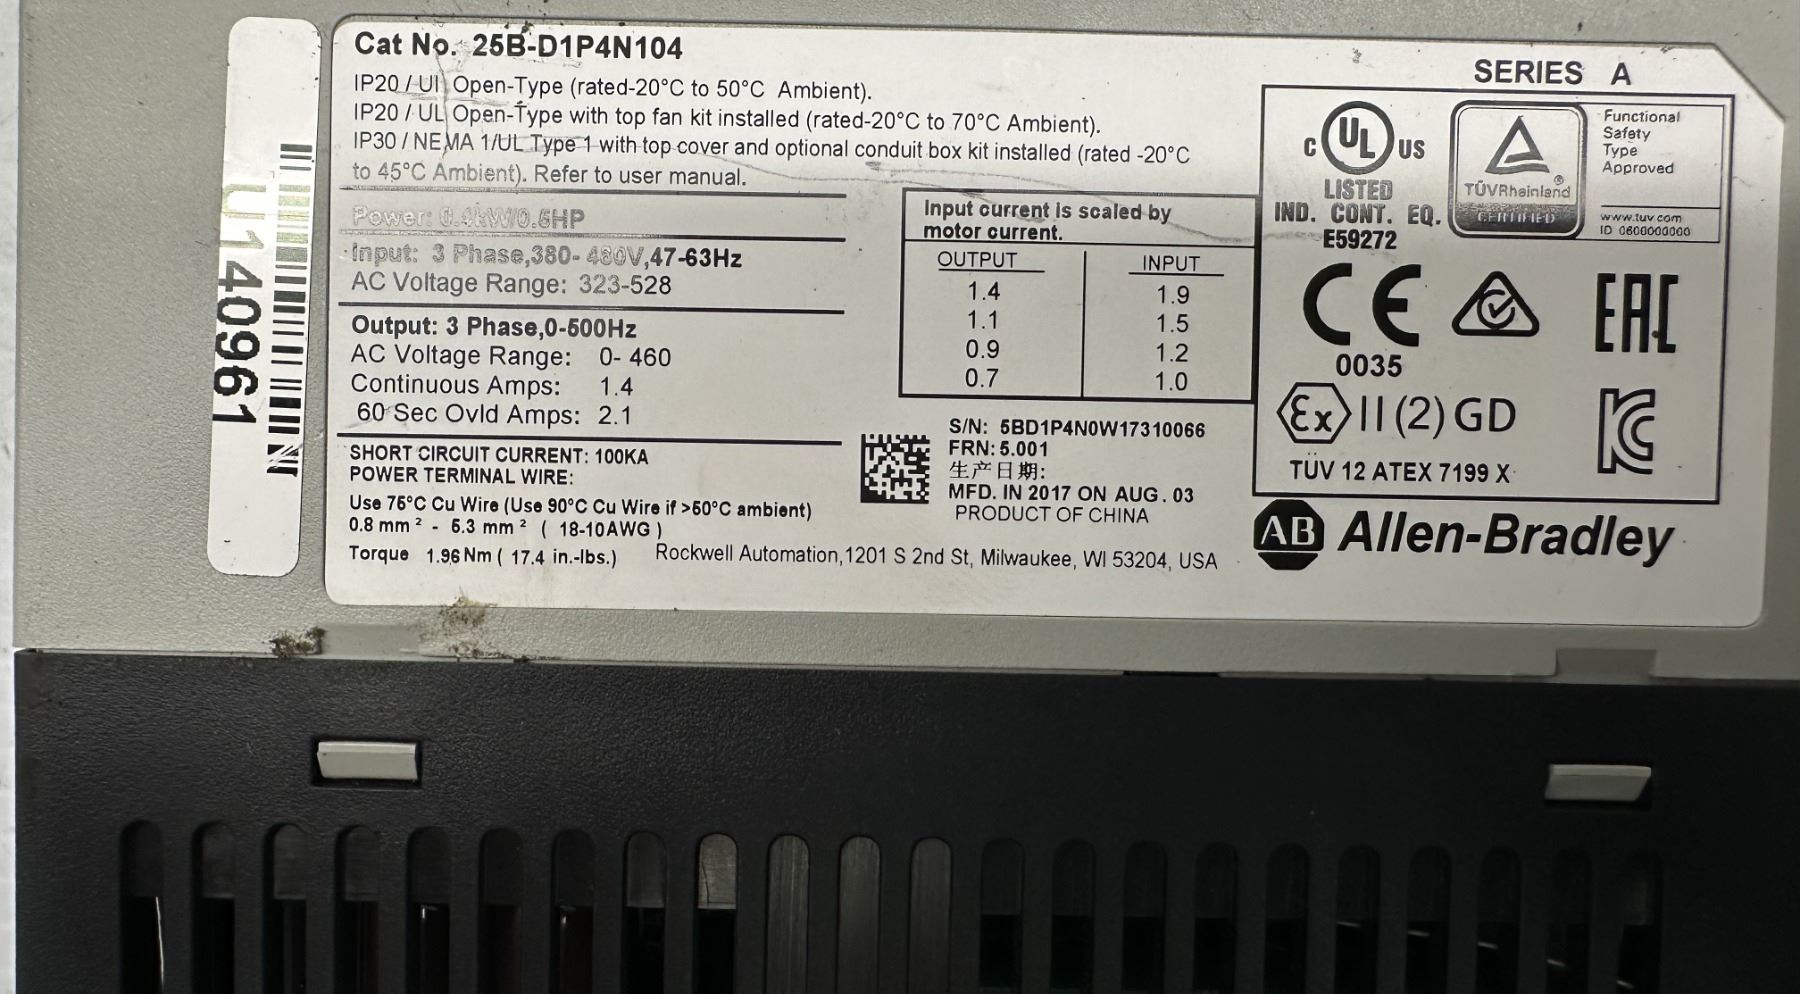 Cat No. 25B-D1P4N104
SERIES A
IP20 / UL Open-Type (rated-20°C to 50°C Ambient).
IP20 / UL Open-Type with top fan kit installed (rated-20°C to 70°C Ambient).
IP30 / NEMA 1/UL Type 1 with top cover and optional conduit box kit installed (rated -20°C
to 45°C Ambient). Refer to user manual.
Power: 0.4kW/0.5HP
Input: 3 Phase,380- 480V,47-63Hz
AC Voltage Range: 323-528
Output: 3 Phase,0-500Hz
AC Voltage Range: 0- 460
Continuous Amps: 1.4
60 Sec Ovld Amps: 2.1
SHORT CIRCUIT CURRENT: 100KA
POWER TERMINAL WIRE:
Use 75°C Cu Wire (Use 90°C Cu Wire if >50°C ambient)
0.8 mm² - 5.3 mm² ( 18-10AWG )
Torque 1.96 Nm ( 17.4 in.-lbs.)
Rockwell Automation,1201 S 2nd St, Milwaukee, WI 53204, USA
Input current is scaled by
motor current.
OUTPUT INPUT
1.4 1.9
1.1 1.5
0.9 1.2
0.7 1.0
S/N: 5BD1P4N0W17310066
FRN: 5.001
生产日期:
MFD. IN 2017 ON AUG. 03
PRODUCT OF CHINA
C UL US
LISTED
IND. CONT. EQ.
E59272
TÜVRheinland®
CERTIFIED
Functional
Safety
Type
Approved
www.tuv.com
ID 0600000000
CE
0035
EAC
Ex II (2) GD
KC
TÜV 12 ATEX 7199 X
AB Allen-Bradley
U140961